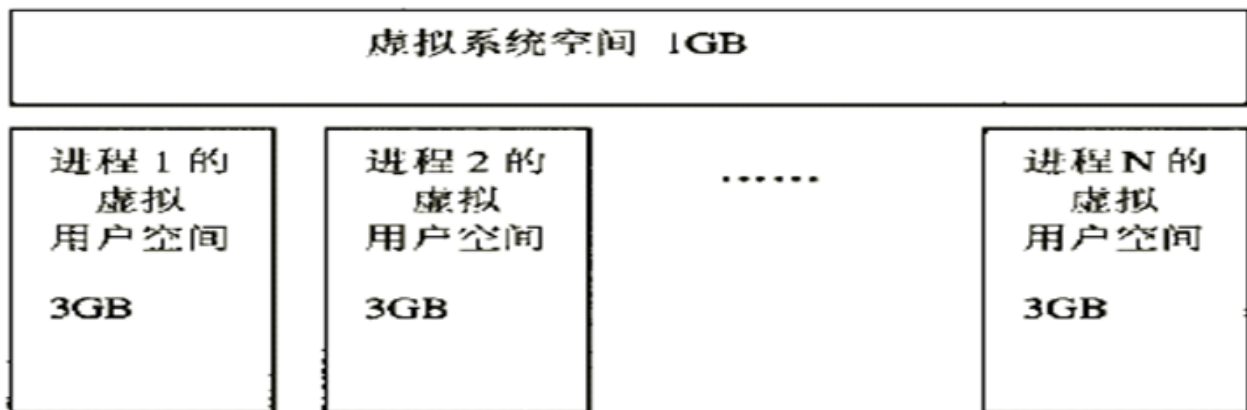 虚拟系统空间 1GB
进程 1 的
虚拟
用户空间
3GB
进程 2 的
虚拟
用户空间
3GB
······
进程 N 的
虚拟
用户空间
3GB